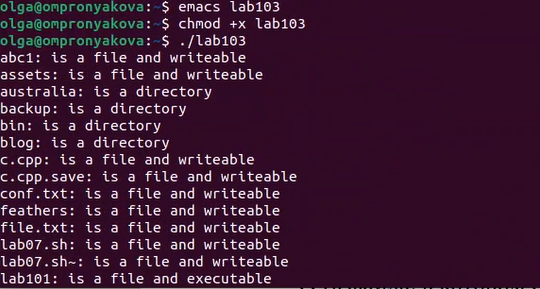 olga@ompronyakova:~$ emacs lab103
olga@ompronyakova:~$ chmod +x lab103
olga@ompronyakova:~$ ./lab103
abc1: is a file and writeable
assets: is a file and writeable
australia: is a directory
backup: is a directory
bin: is a directory
blog: is a directory
c.cpp: is a file and writeable
c.cpp.save: is a file and writeable
conf.txt: is a file and writeable
feathers: is a file and writeable
file.txt: is a file and writeable
lab07.sh: is a file and writeable
lab07.sh~: is a file and writeable
lab101: is a file and executable